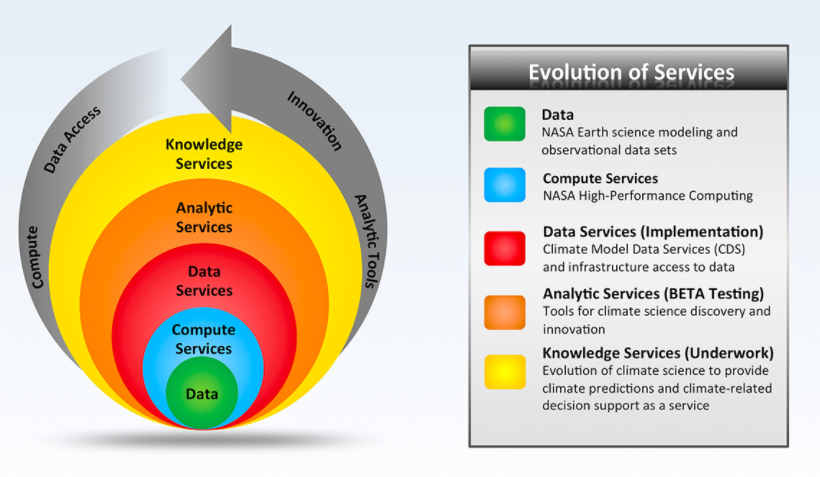 Data Access
Compute
Innovation
Analytic Tools
Knowledge
Services
Analytic
Services
Data
Services
Compute
Services
Data
Evolution of Services
Data
NASA Earth science modeling and
observational data sets
Compute Services
NASA High-Performance Computing
Data Services (Implementation)
Climate Model Data Services (CDS)
and infrastructure access to data
Analytic Services (BETA Testing)
Tools for climate science discovery and
innovation
Knowledge Services (Underwork)
Evolution of climate science to provide
climate predictions and climate-related
decision support as a service